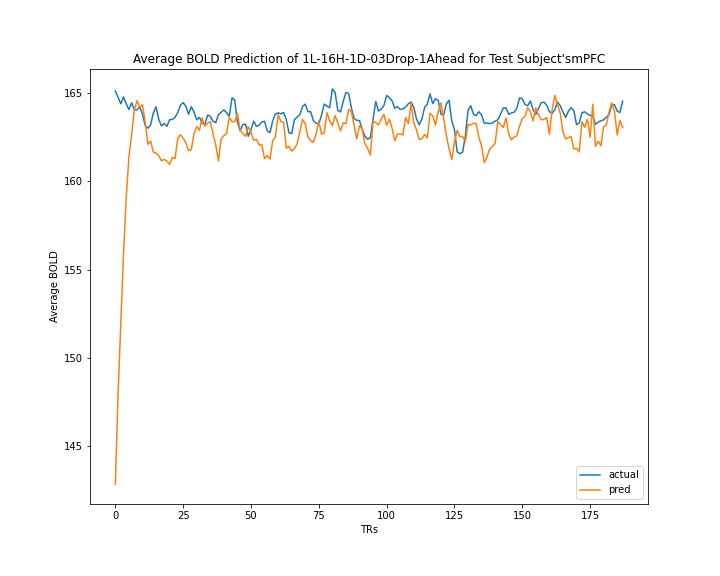 Average BOLD Prediction of 1L-16H-1D-03Drop-1Ahead for Test Subject'smPFC
165
160
155
150
145
Average BOLD
0 25 50 75 100 125 150 175
TRs
actual
pred